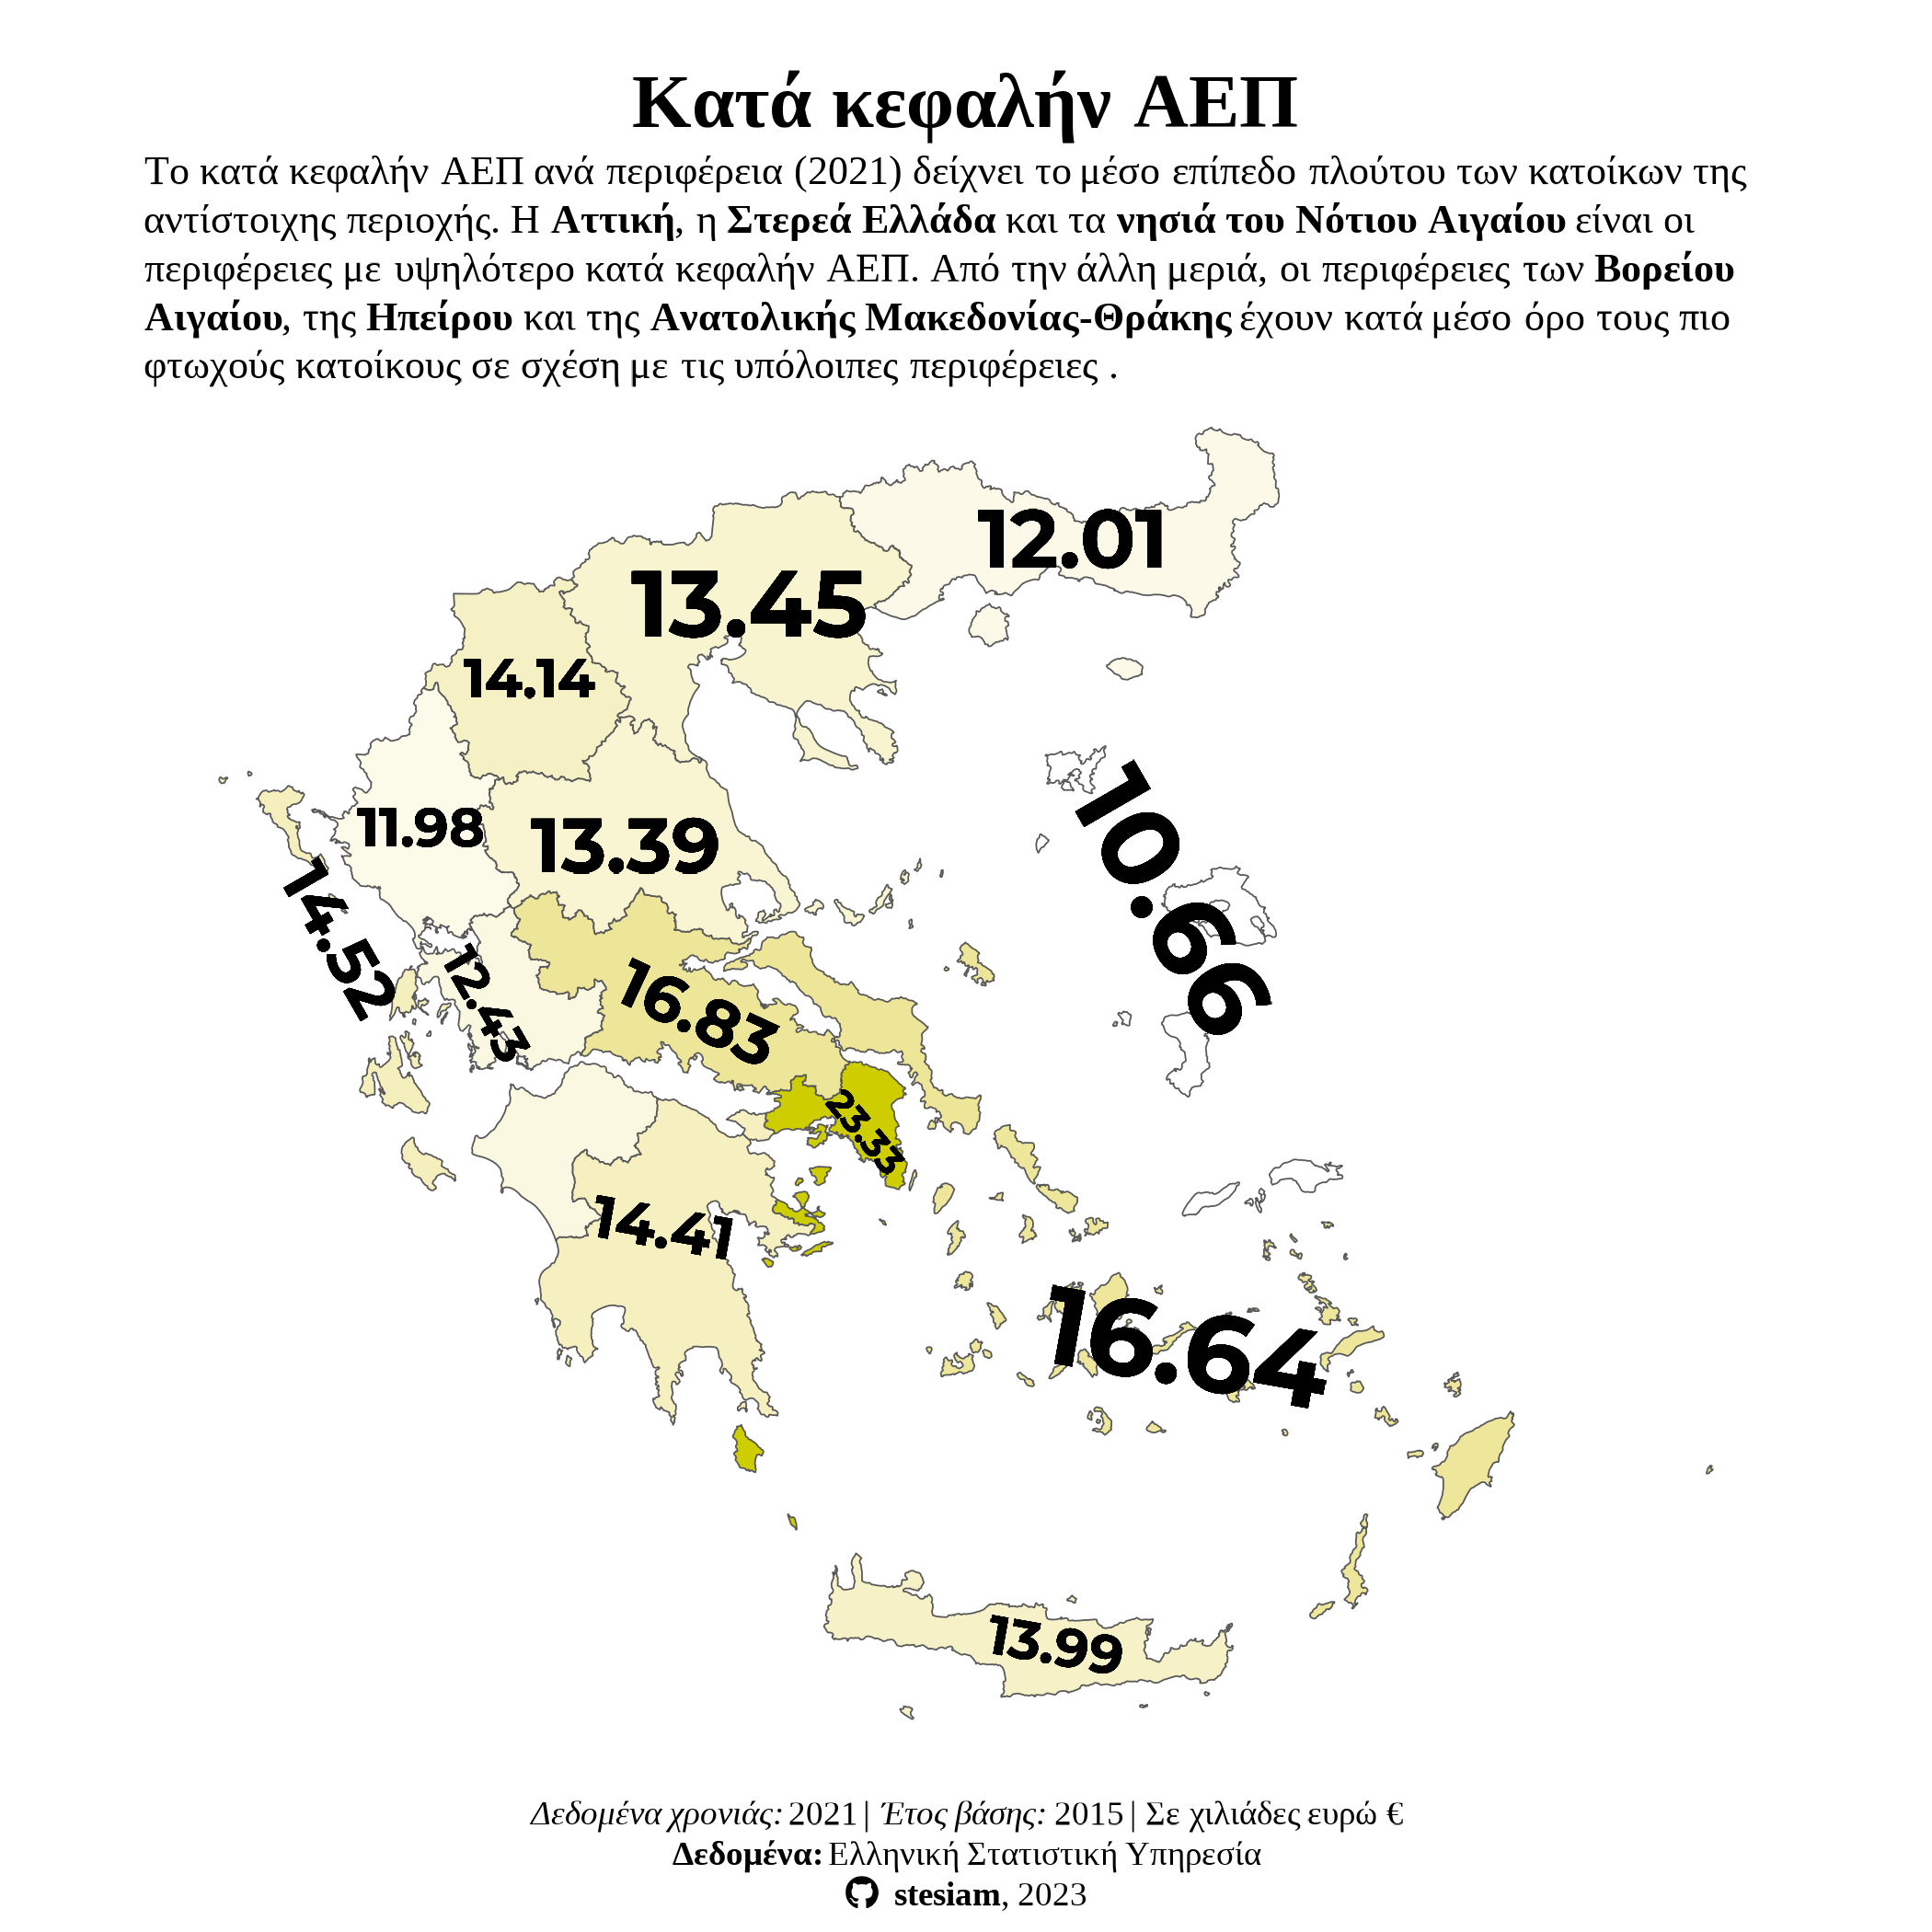 Κατά κεφαλήν ΑΕΠ
Το κατά κεφαλήν ΑΕΠ ανά περιφέρεια (2021) δείχνει το μέσο επίπεδο πλούτου των κατοίκων της
αντίστοιχης περιοχής. Η Αττική, η Στερεά Ελλάδα και τα νησιά του Νότιου Αιγαίου είναι οι
περιφέρειες με υψηλότερο κατά κεφαλήν ΑΕΠ. Από την άλλη μεριά, οι περιφέρειες των Βορείου
Αιγαίου, της Ηπείρου και της Ανατολικής Μακεδονίας-Θράκης έχουν κατά μέσο όρο τους πιο
φτωχούς κατοίκους σε σχέση με τις υπόλοιπες περιφέρειες .
12.01
13.45
14.14
11.98
13.39
10.66
14.52
12.43
16.83
23.33
14.41
16.64
13.99
Δεδομένα χρονιάς: 2021 | Έτος βάσης: 2015 | Σε χιλιάδες ευρώ €
Δεδομένα: Ελληνική Στατιστική Υπηρεσία
stesiam, 2023